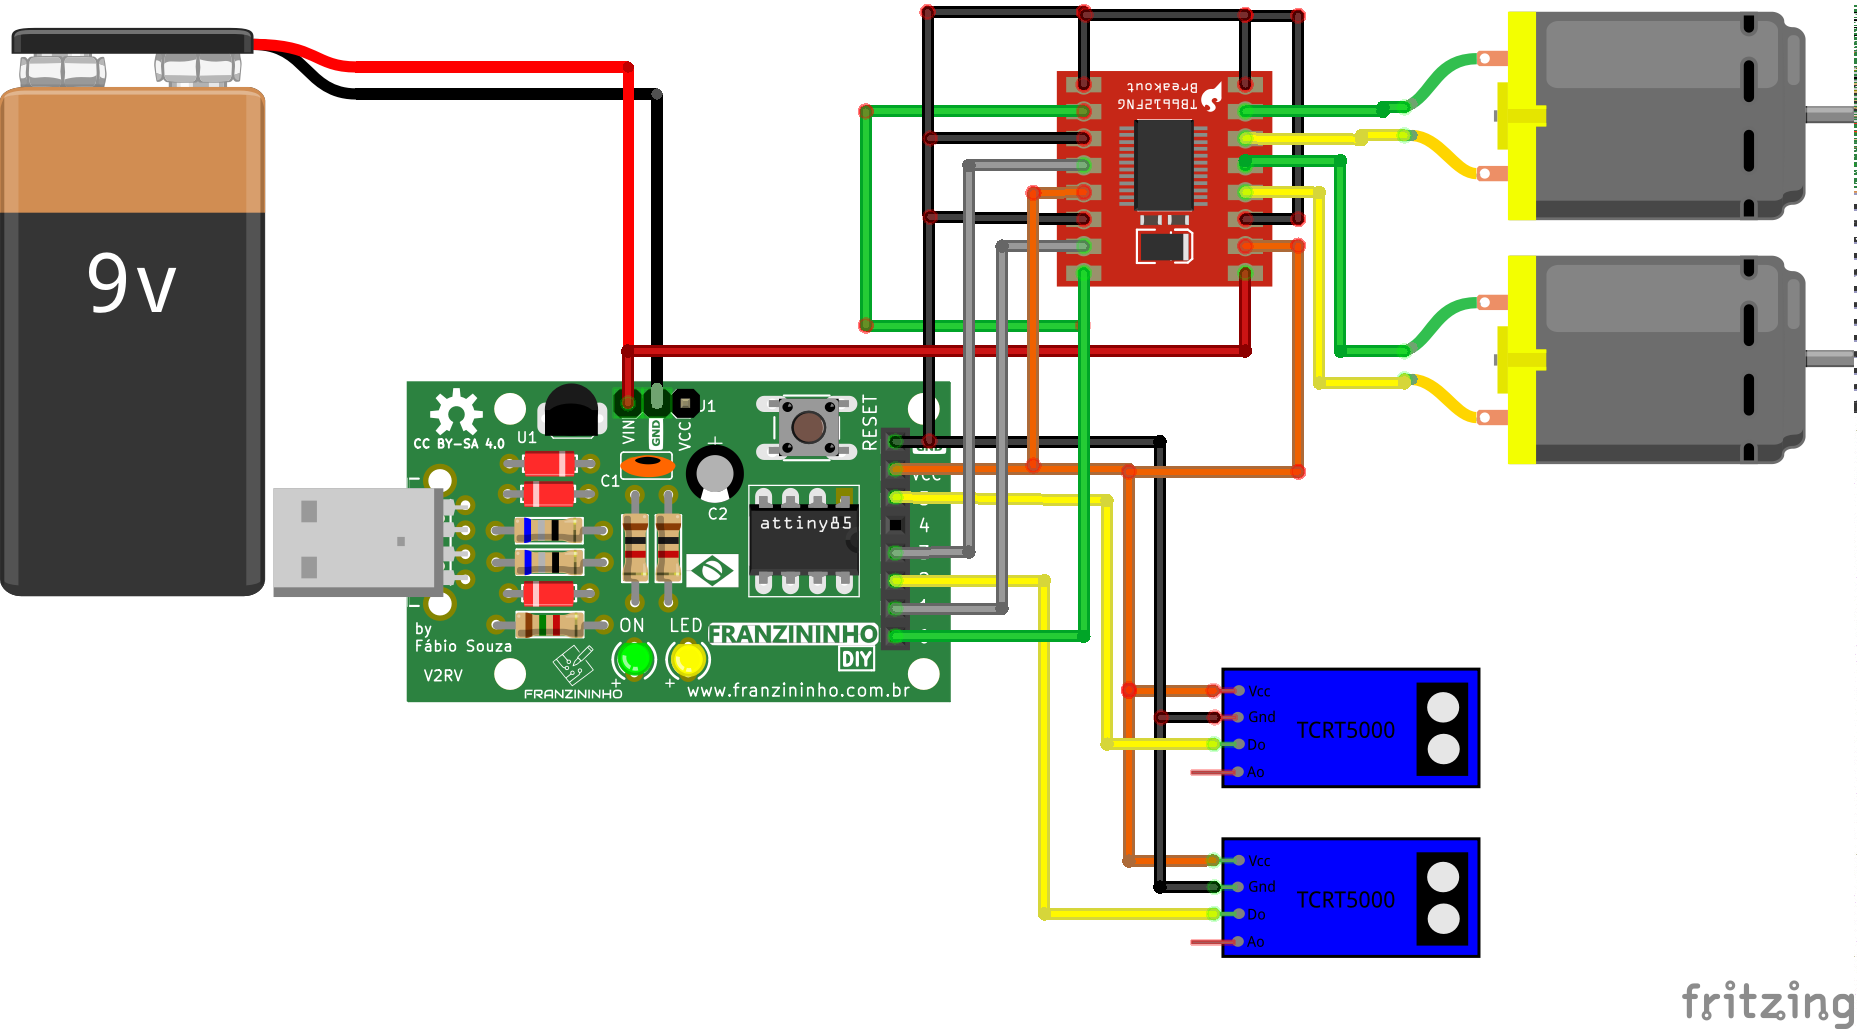 9v
TB6612FNG
Breakout
CC BY-SA 4.0
U1
VIN
GND
VCC
J1
RESET
C1
C2
attiny85
GND
VCC
4
ON
LED
FRANZININHO
DIY
by
Fábio Souza
V2RV
FRANZININHO
www.franzininho.com.br
+
+
+
Vcc
Gnd
Do
Ao
TCRT5000
Vcc
Gnd
Do
Ao
TCRT5000
fritzing